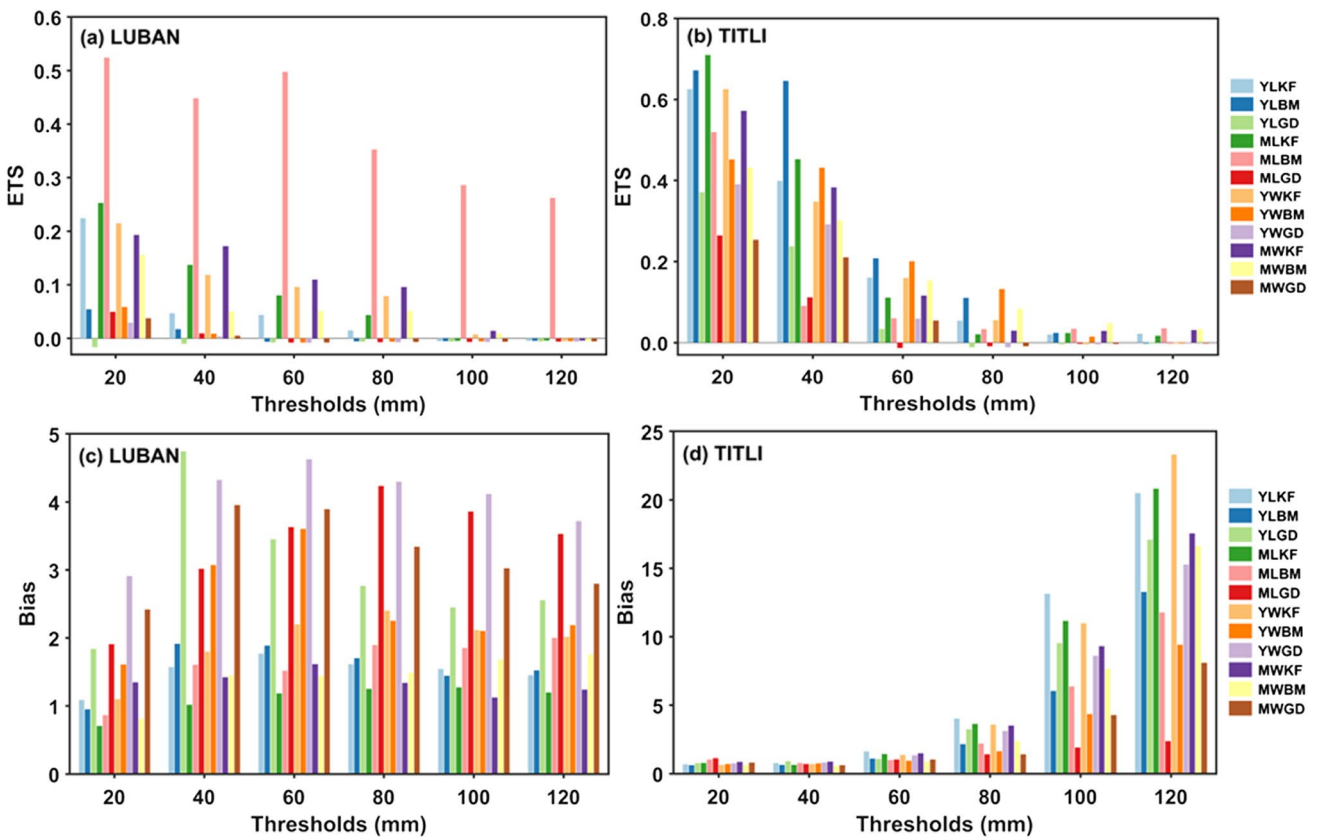 (a) LUBAN
ETS
0.6
0.5
0.4
0.3
0.2
0.1
0.0
20 40 60 80 100 120
Thresholds (mm)
(b) TITLI
ETS
0.8
0.6
0.4
0.2
0.0
20 40 60 80 100 120
Thresholds (mm)
YLKF
YLBM
YLGD
MLKF
MLBM
MLGD
YWKF
YWBM
YWGD
MWKF
MWBM
MWGD
(c) LUBAN
Bias
5
4
3
2
1
0
20 40 60 80 100 120
Thresholds (mm)
(d) TITLI
Bias
25
20
15
10
5
0
20 40 60 80 100 120
Thresholds (mm)
YLKF
YLBM
YLGD
MLKF
MLBM
MLGD
YWKF
YWBM
YWGD
MWKF
MWBM
MWGD